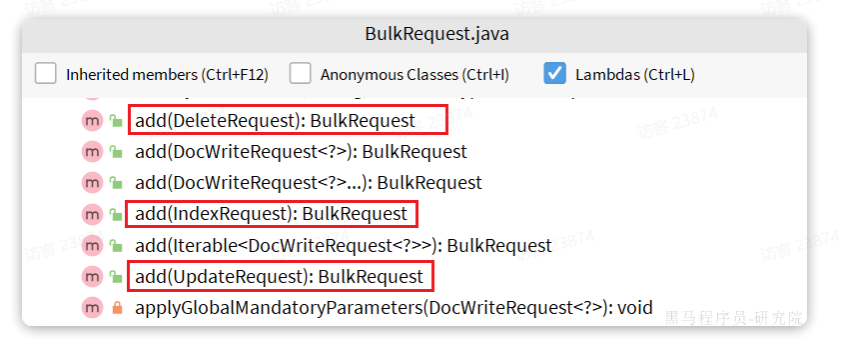 BulkRequest.java
Inherited members (Ctrl+F12) Anonymous Classes (Ctrl+I) Lambdas (Ctrl+L)
m add(DeleteRequest): BulkRequest
m add(DocWriteRequest<?>): BulkRequest
m add(DocWriteRequest<?>...): BulkRequest
m add(IndexRequest): BulkRequest
m add(Iterable<DocWriteRequest<?>>): BulkRequest
m add(UpdateRequest): BulkRequest
m applyGlobalMandatoryParameters(DocWriteRequest<?>): void
访客 23874
黑马程序员-研究院